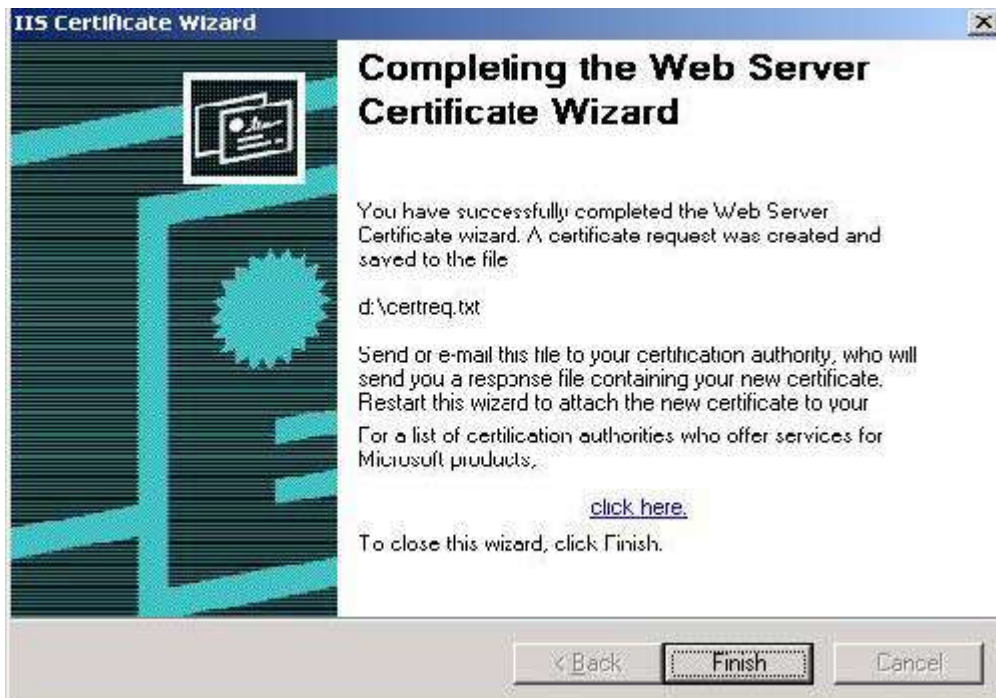 IIS Certificate Wizard
Completing the Web Server
Certificate Wizard
You have successfully completed the Web Server
Certificate wizard. A certificate request was created and
saved to the file
d:\certreq.txt
Send or e-mail this file to your certification authority, who will
send you a response file containing your new certificate.
Restart this wizard to attach the new certificate to your
For a list of certification authorities who offer services for
Microsoft products,
click here.
To close this wizard, click Finish.
< Back
Finish
Cancel